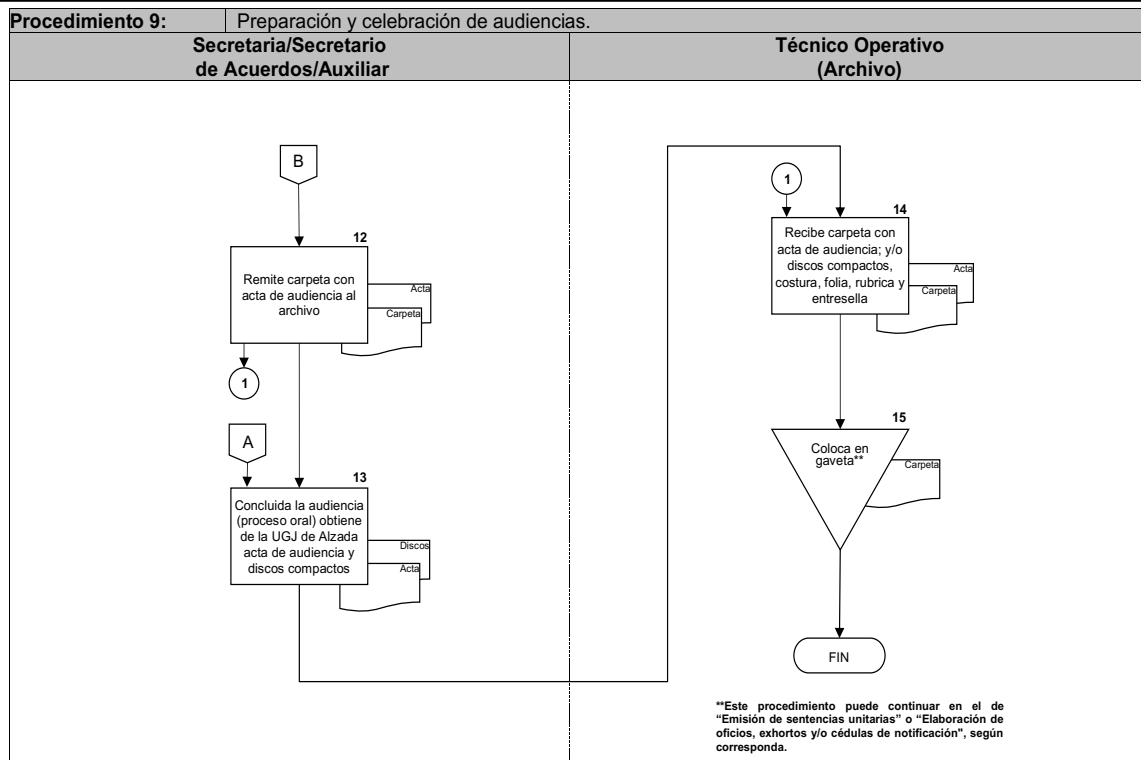 Procedimiento 9: Preparación y celebración de audiencias.
Secretaria/Secretario
de Acuerdos/Auxiliar
Técnico Operativo
(Archivo)
B
12
Remite carpeta con
acta de audiencia al
archivo
Acta
Carpeta
1
A
13
Concluida la audiencia
(proceso oral) obtiene
de la UGJ de Alzada
acta de audiencia y
discos compactos
Discos
Acta
1
14
Recibe carpeta con
acta de audiencia; y/o
discos compactos,
costura, folia, rubrica y
entresella
Acta
Carpeta
15
Coloca en
gaveta**
Carpeta
FIN
**Este procedimiento puede continuar en el de
“Emisión de sentencias unitarias” o “Elaboración de
oficios, exhortos y/o cédulas de notificación", según
corresponda.